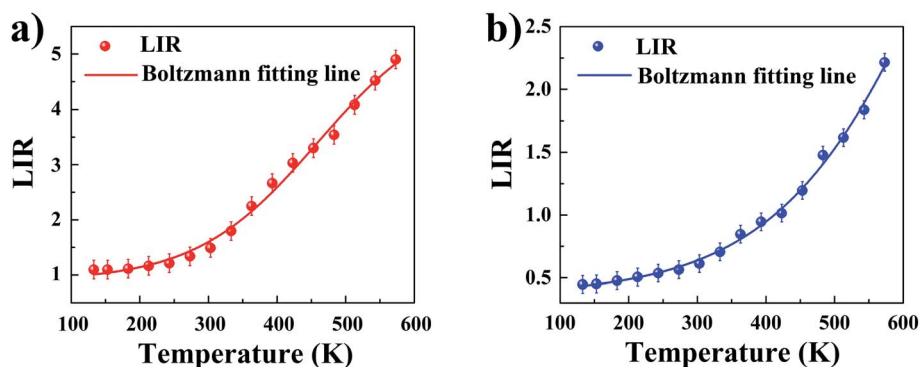 a)
LIR
Boltzmann fitting line
5
4
3
2
1
LIR
100 200 300 400 500 600
Temperature (K)
b)
LIR
Boltzmann fitting line
2.5
2.0
1.5
1.0
0.5
LIR
100 200 300 400 500 600
Temperature (K)